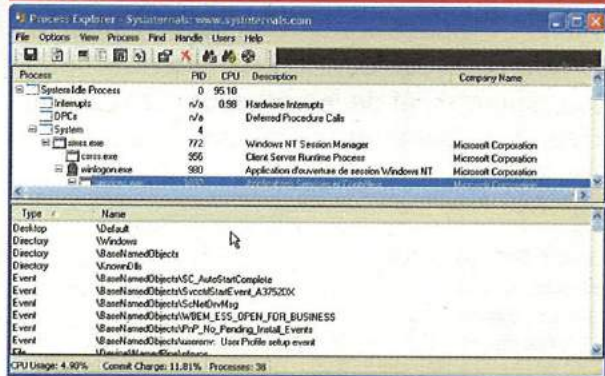 Process Explorer - Sysinternals: www.sysinternals.com
File Options View Process Find Handle Users Help
Process PID CPU Description Company Name
System Idle Process 0 95.10
Interrupts n/a 0.98 Hardware Interrupts
DPCs n/a Deferred Procedure Calls
System 4
smss.exe 772 Windows NT Session Manager Microsoft Corporation
csrss.exe 956 Client Server Runtime Process Microsoft Corporation
winlogon.exe 980 Application d'ouverture de session Windows NT Microsoft Corporation
Type Name
Desktop \Default
Directory \Windows
Directory \BaseNamedObjects
Directory \KnownDlls
Event \BaseNamedObjects\SC_AutoStartComplete
Event \BaseNamedObjects\SvcctrlStartEvent_A3752DX
Event \BaseNamedObjects\ScNetDrvMsg
Event \BaseNamedObjects\WBEM_ESS_OPEN_FOR_BUSINESS
Event \BaseNamedObjects\PnP_No_Pending_Install_Events
Event \BaseNamedObjects\userenv: User Profile setup event
File
CPU Usage: 4.90% Commit Charge: 11.81% Processes: 38